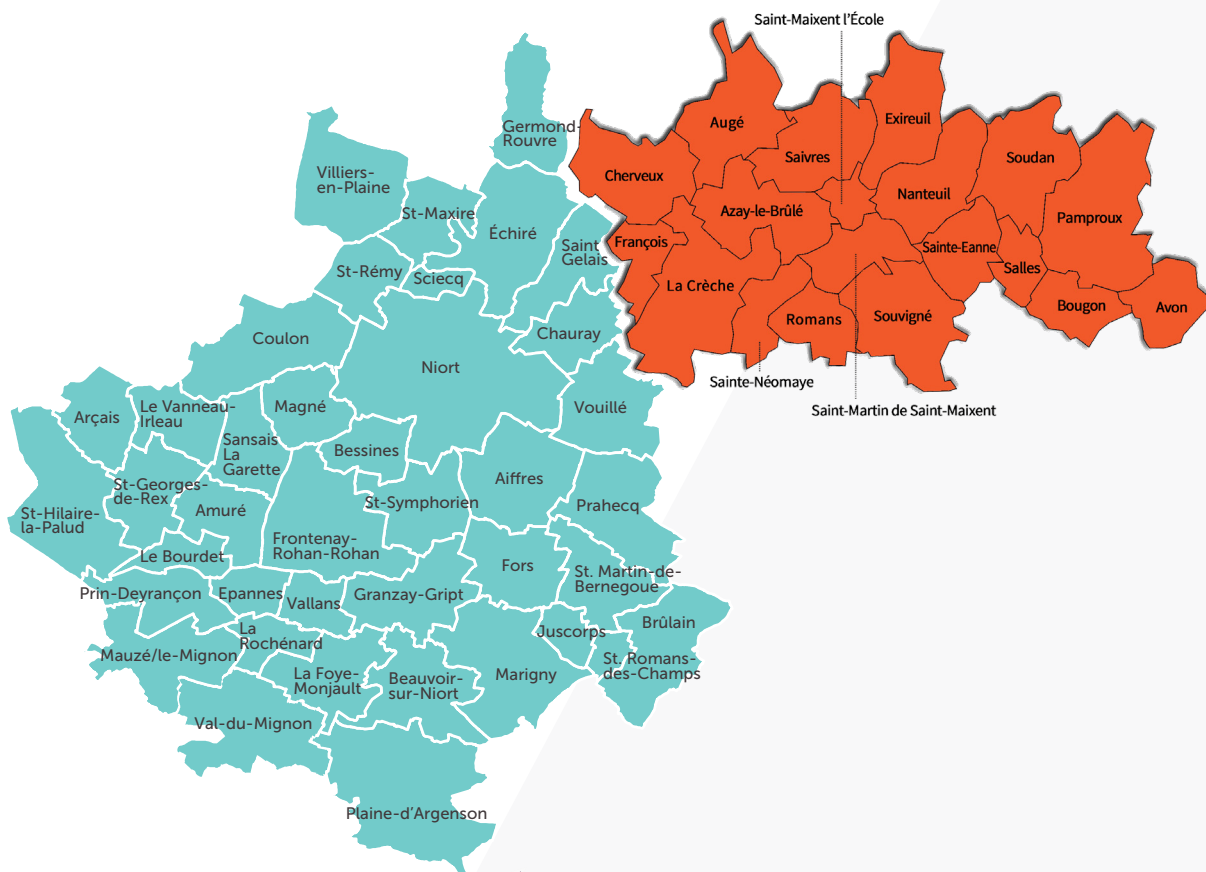 Saint-Maixent l'École
Germond-
Rouvre
Augé
Exireuil
Villiers-
en-Plaine
Saivres
Soudan
Cherveux
St-Maxire
Azay-le-Brûlé
Nanteuil
Pamproux
Échiré
François
Saint
Gelais
Sainte-Eanne
St-Rémy
Sciecq
La Crèche
Salles
Romans
Souvigné
Bougon
Avon
Coulon
Chauray
Niort
Sainte-Néomaye
Saint-Martin de Saint-Maixent
Arçais
Le Vanneau-
Irleau
Magné
Vouillé
Sansais
La
Garette
Bessines
St-Georges-
de-Rex
Aiffres
St-Hilaire-
la-Palud
Amuré
St-Symphorien
Prahecq
Frontenay-
Rohan-Rohan
Le Bourdet
Fors
St. Martin-de-
Bernegoue
Prin-Deyrançon
Epannes
Vallans
Granzay-Gript
Brûlain
La
Rochénard
Juscorps
Mauzé/le-Mignon
La Foye-
Monjault
Beauvoir-
sur-Niort
Marigny
St. Romans-
des-Champs
Val-du-Mignon
Plaine-d'Argenson